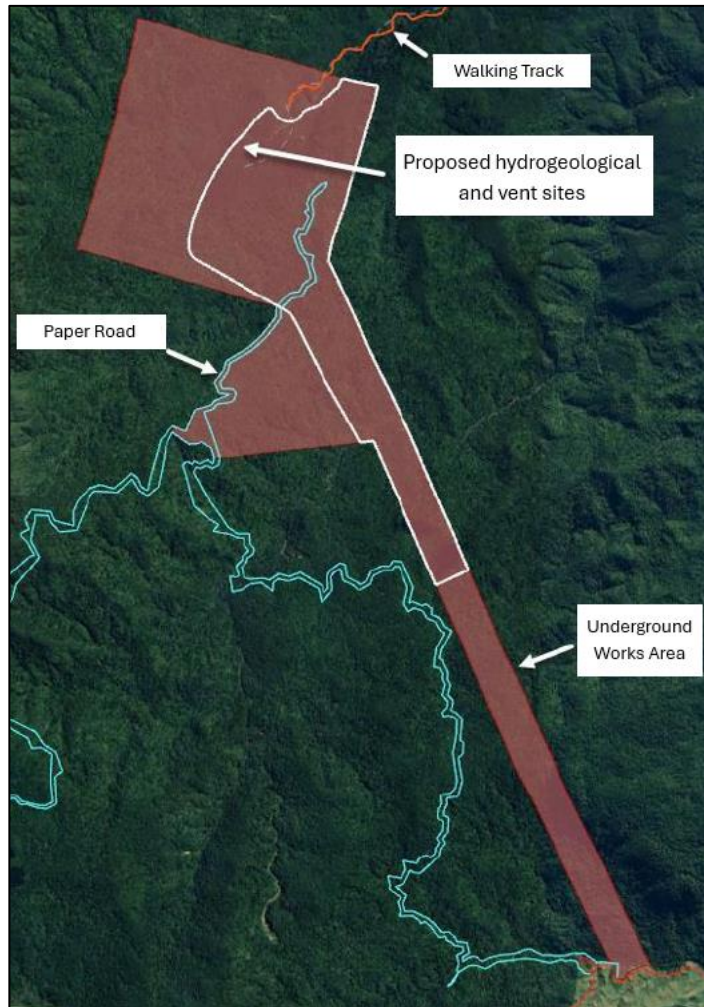 Walking Track
Proposed hydrogeological
and vent sites
Paper Road
Underground
Works Area